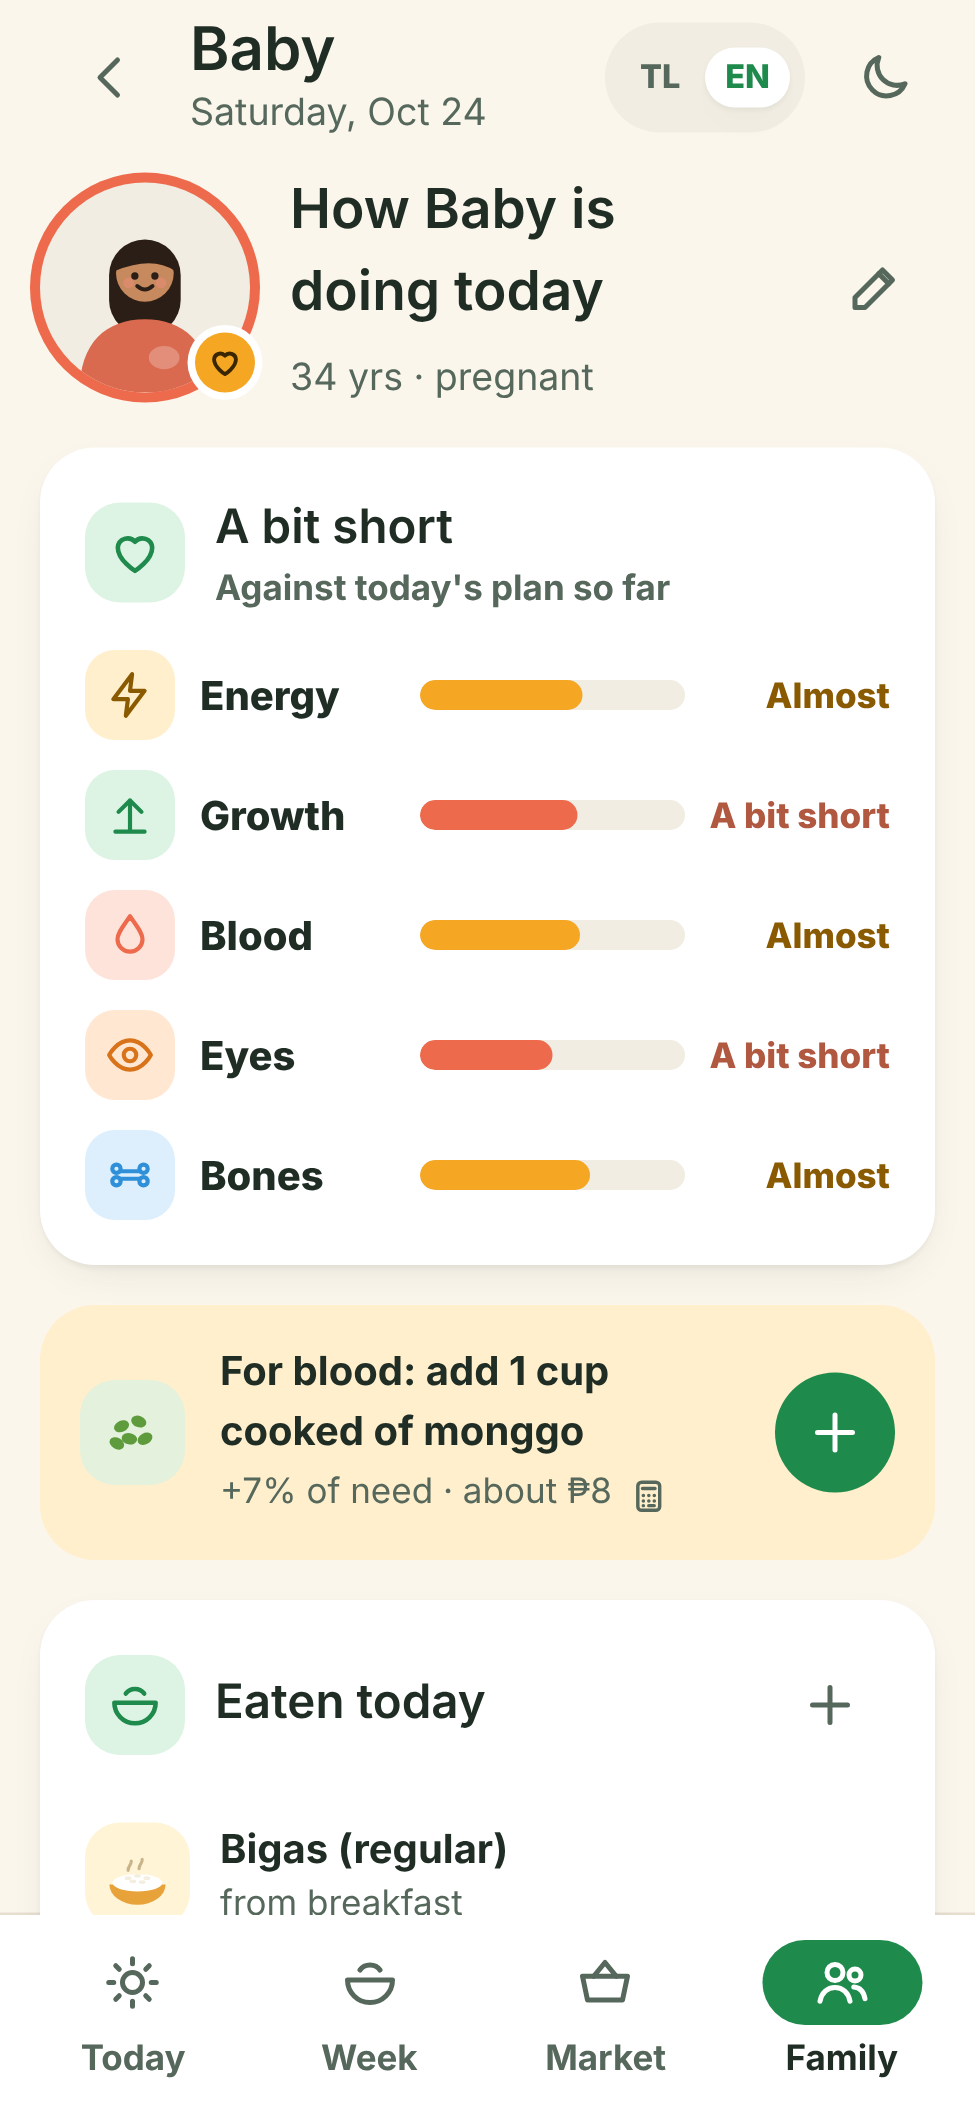 Baby
Saturday, Oct 24
TL
EN
How Baby is
doing today
34 yrs · pregnant
A bit short
Against today's plan so far
Energy
Almost
Growth
A bit short
Blood
Almost
Eyes
A bit short
Bones
Almost
For blood: add 1 cup
cooked of monggo
+7% of need · about ₱8
Eaten today
Bigas (regular)
from breakfast
Today
Week
Market
Family